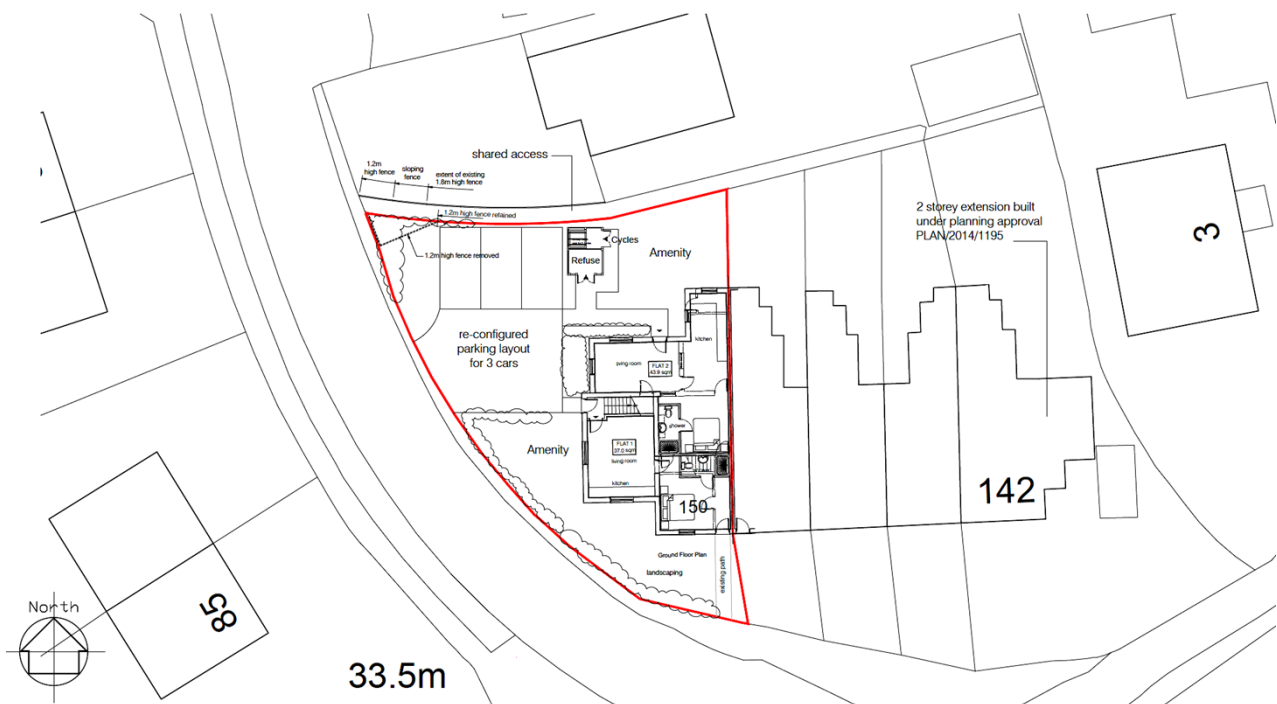 shared access
1.2m
high fence
sloping
fence
extent of existing
1.8m high fence
1.2m high fence retained
1.2m high fence removed
Cycles
Refuse
Amenity
2 storey extension built
under planning approval
PLAN/2014/1195
3
re-configured
parking layout
for 3 cars
kitchen
living room
FLAT 2
43.9 sqm
shower
Amenity
FLAT 1
37.0 sqm
living room
kitchen
150
142
Ground Floor Plan
landscaping
existing path
85
North
33.5m